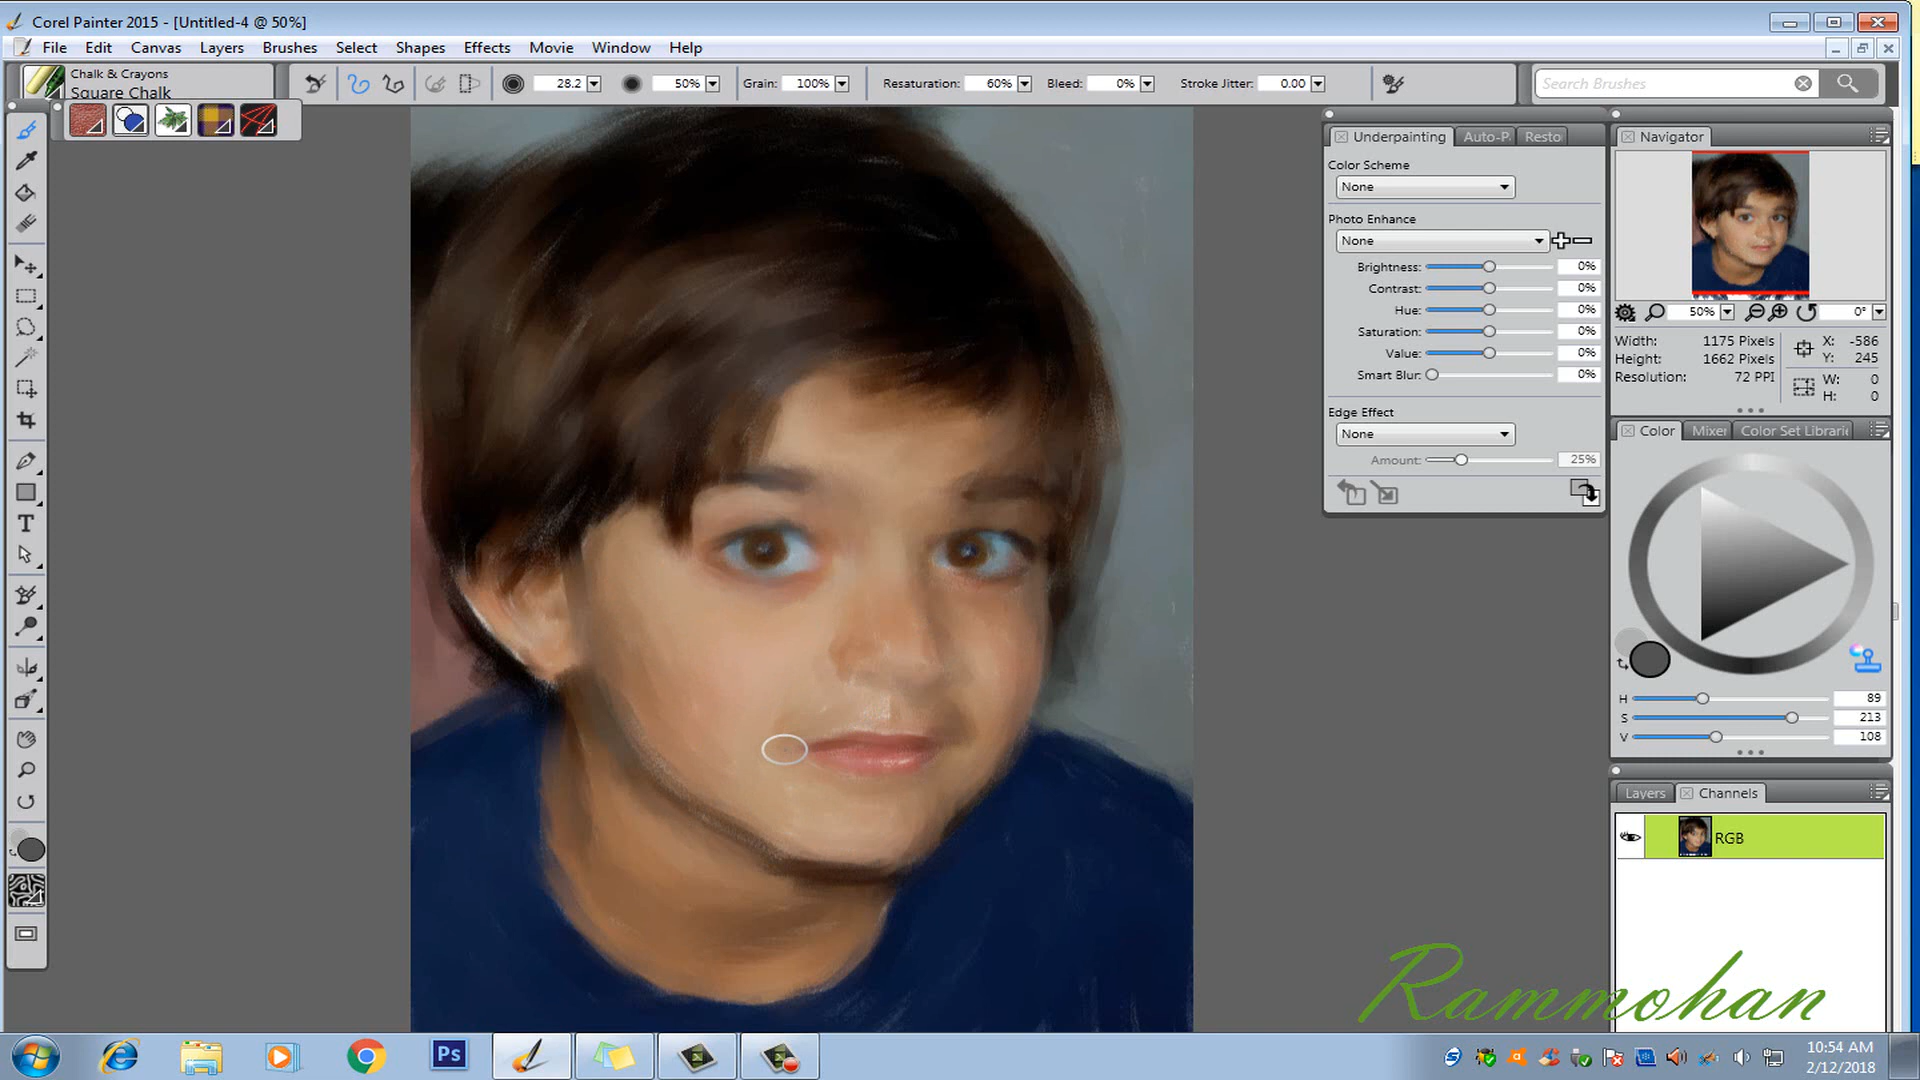 Corel Painter 2015 - [Untitled-4 @ 50%]
File Edit Canvas Layers Brushes Select Shapes Effects Movie Window Help
Chalk & Crayons
Square Chalk
28.2 50% Grain: 100% Resaturation: 60% Bleed: 0% Stroke Jitter: 0.00
Search Brushes
Underpainting Auto-P Resto
Color Scheme
None
Photo Enhance
None
Brightness: 0%
Contrast: 0%
Hue: 0%
Saturation: 0%
Value: 0%
Smart Blur: 0%
Edge Effect
None
Amount: 25%
Navigator
50% 0°
Width: 1175 Pixels X: -586
Height: 1662 Pixels Y: 245
Resolution: 72 PPI W: 0
H: 0
Color Mixer Color Set Librarie
H 89
S 213
V 108
Layers Channels
RGB
T
Rammohan
Ps
10:54 AM
2/12/2018